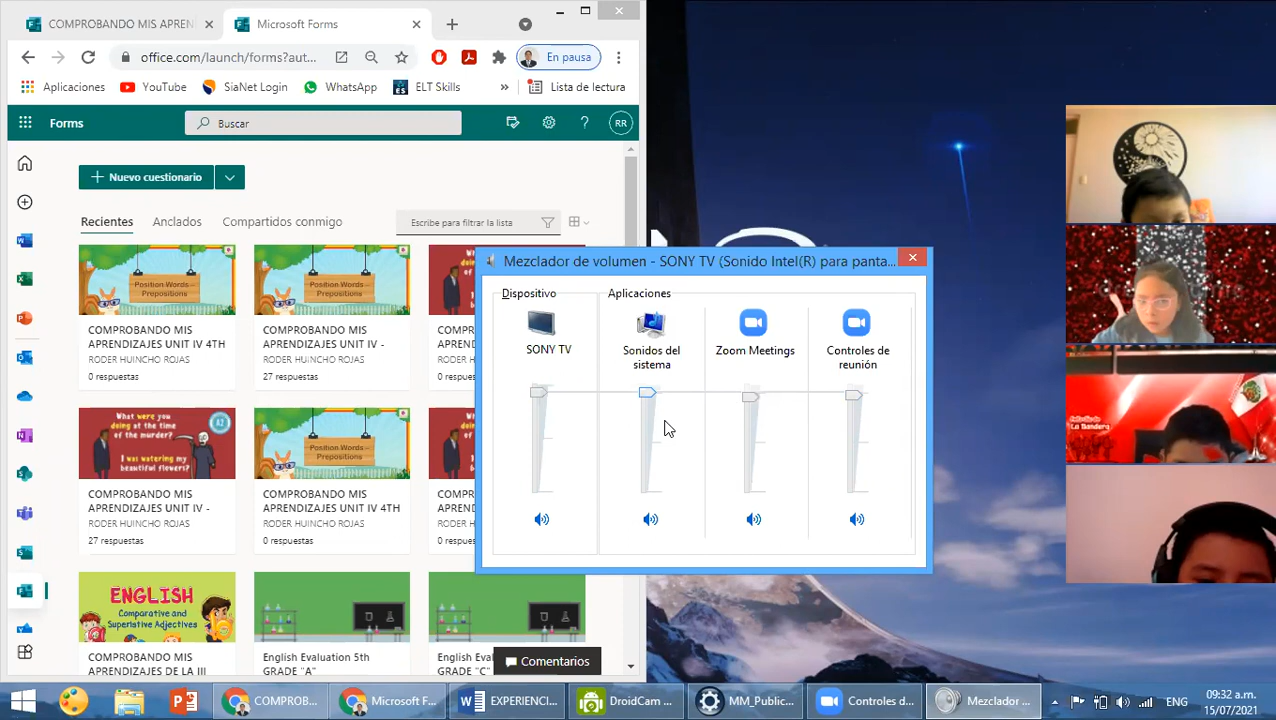 COMPROBANDO MIS APREN
Microsoft Forms
office.com/launch/forms?aut...
En pausa
Aplicaciones
YouTube
SiaNet Login
WhatsApp
ES
ELT Skills
»
Lista de lectura
Forms
Buscar
?
RR
Nuevo cuestionario
Recientes
Anclados
Compartidos conmigo
Escribe para filtrar la lista
Position Words -
Prepositions
Position Words -
Prepositions
COMPROBANDO MIS
APRENDIZAJES UNIT IV 4TH
RODER HUINCHO ROJAS
0 respuestas
COMPROBANDO MIS
APRENDIZAJES UNIT IV -
RODER HUINCHO ROJAS
27 respuestas
What were you
doing at the time
of the murder?
I was watering my
beautiful flowers!
A2
Position Words -
Prepositions
COMPROBANDO MIS
APRENDIZAJES UNIT IV -
RODER HUINCHO ROJAS
27 respuestas
COMPROBANDO MIS
APRENDIZAJES UNIT IV 4TH
RODER HUINCHO ROJAS
0 respuestas
ENGLISH
Comparative and
Superlative Adjectives
COMPROBANDO MIS
APRENDIZAJES DE LA III
English Evaluation 5th
GRADE "A"
English Ev
GRADE "C"
Comentarios
Mezclador de volumen - SONY TV (Sonido Intel(R) para panta...
Dispositivo
Aplicaciones
SONY TV
Sonidos del
sistema
Zoom Meetings
Controles de
reunión
La Bandera
COMPROB...
Microsoft F...
EXPERIENCI...
DroidCam ...
MM_Public...
Controles d...
Mezclador ...
ENG
09:32 a.m.
15/07/2021